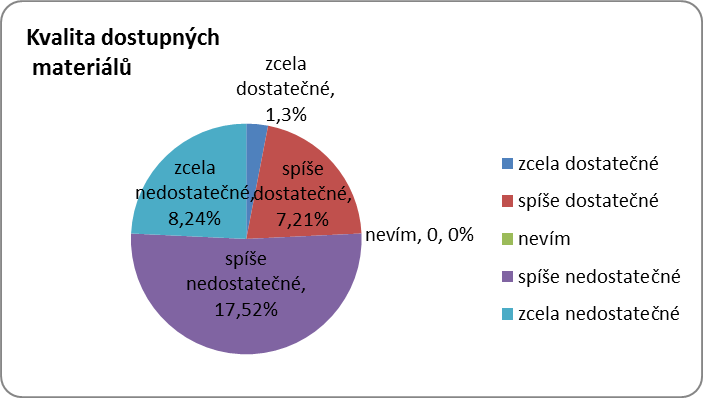 Kvalita dostupných
materiálů
zcela
dostatečné,
1,3%
spíše
dostatečné,
7,21%
nevím, 0, 0%
spíše
nedostatečné,
17,52%
zcela
nedostatečné,
8,24%
zcela dostatečné
spíše dostatečné
nevím
spíše nedostatečné
zcela nedostatečné